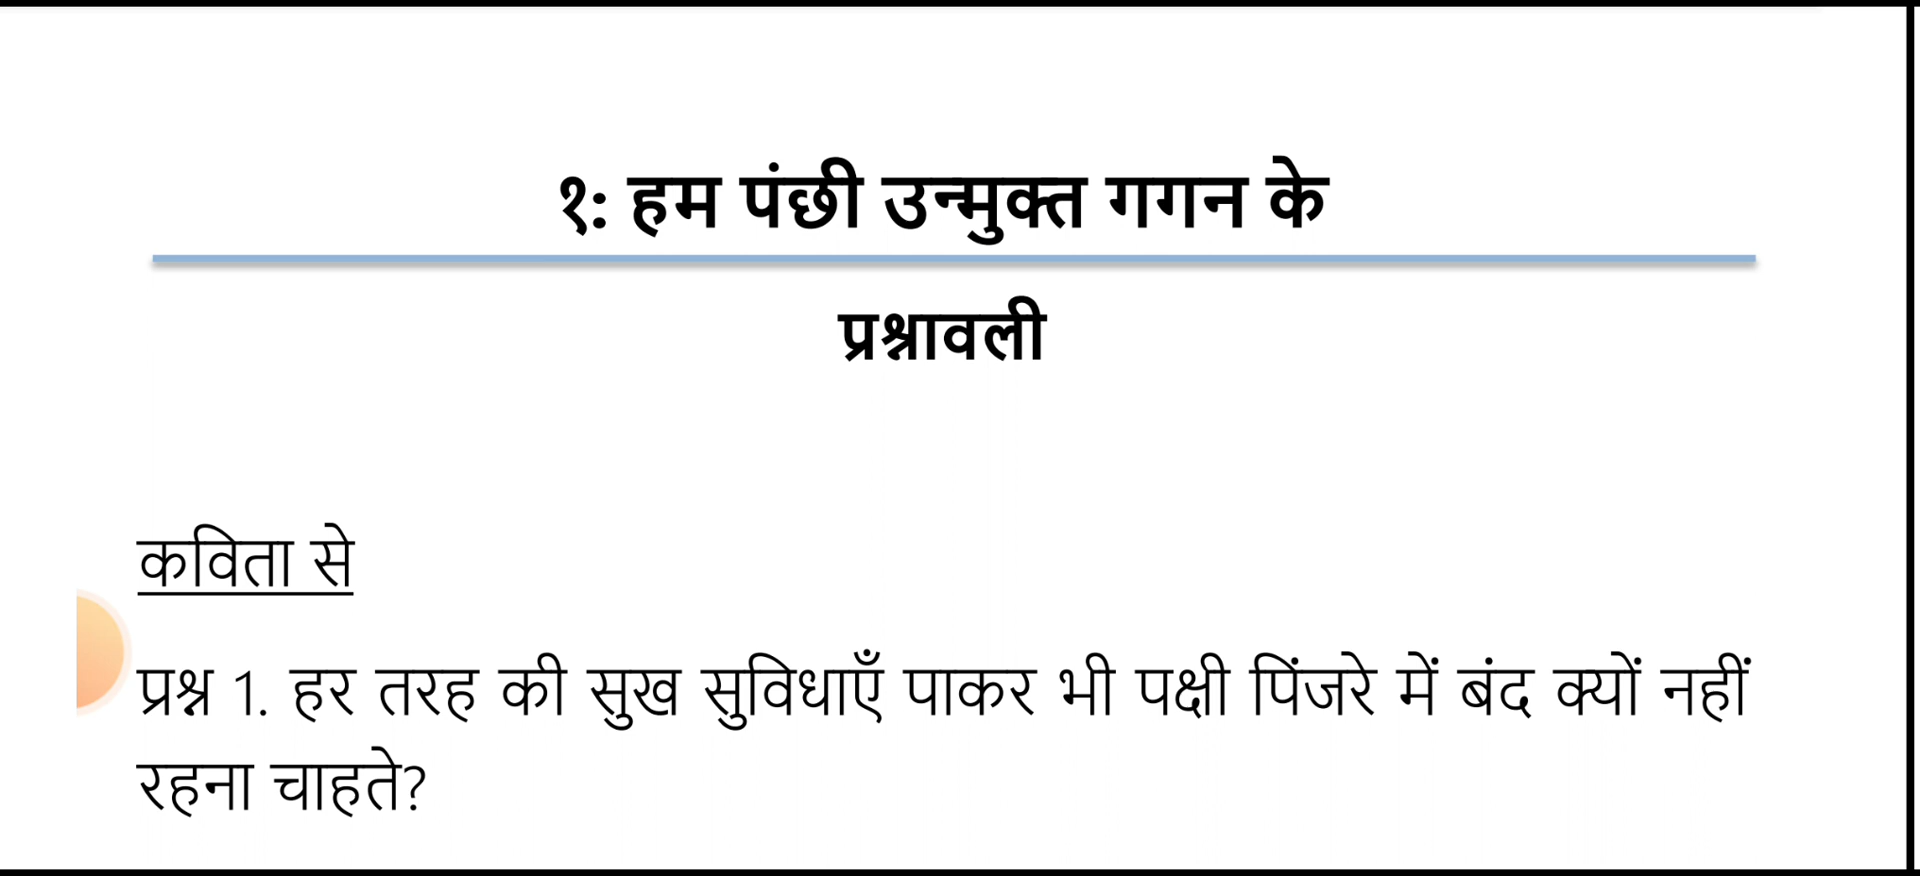 १: हम पंछी उन्मुक्त गगन के
प्रश्नावली
कविता से
प्रश्न 1. हर तरह की सुख सुविधाएँ पाकर भी पक्षी पिंजरे में बंद क्यों नहीं
रहना चाहते?